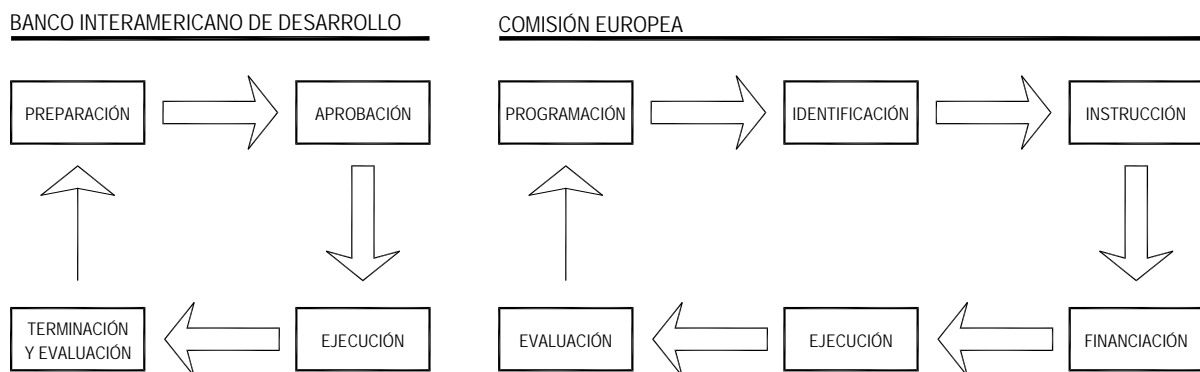 BANCO INTERAMERICANO DE DESARROLLO
COMISIÓN EUROPEA
PREPARACIÓN
APROBACIÓN
PROGRAMACIÓN
IDENTIFICACIÓN
INSTRUCCIÓN
TERMINACIÓN
Y EVALUACIÓN
EJECUCIÓN
EVALUACIÓN
EJECUCIÓN
FINANCIACIÓN